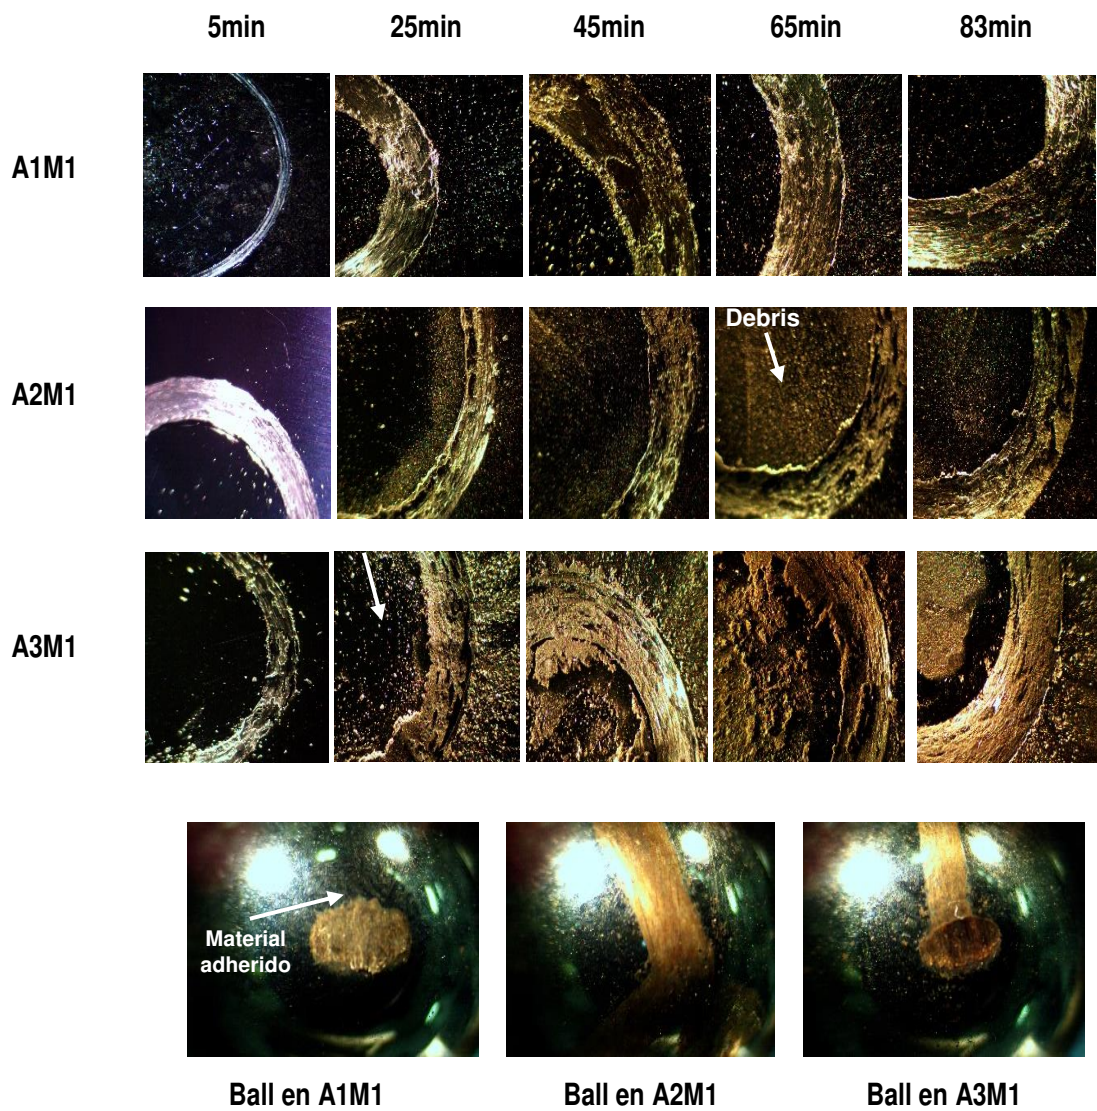 5min 25min 45min 65min 83min
A1M1
Debris
A2M1
A3M1
Material
adherido
Ball en A1M1 Ball en A2M1 Ball en A3M1